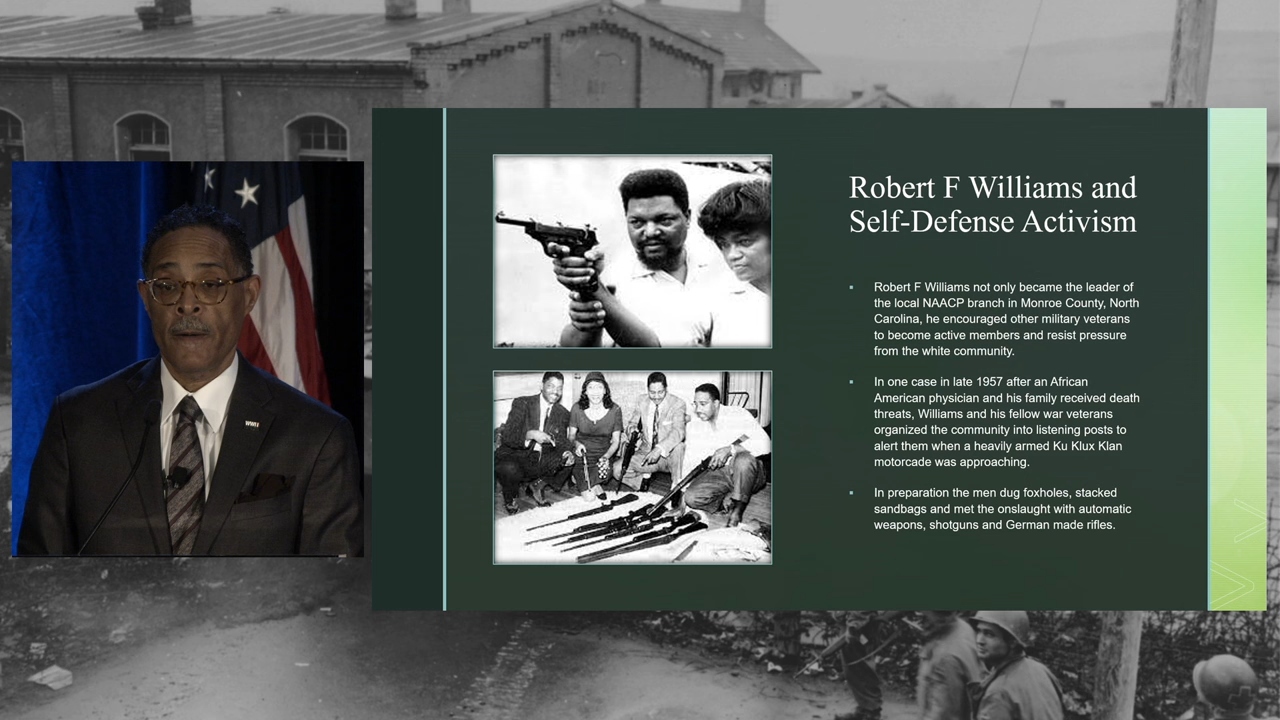 Robert F Williams and
Self-Defense Activism
Robert F Williams not only became the leader of
the local NAACP branch in Monroe County, North
Carolina, he encouraged other military veterans
to become active members and resist pressure
from the white community.
In one case in late 1957 after an African
American physician and his family received death
threats, Williams and his fellow war veterans
organized the community into listening posts to
alert them when a heavily armed Ku Klux Klan
motorcade was approaching.
In preparation the men dug foxholes, stacked
sandbags and met the onslaught with automatic
weapons, shotguns and German made rifles.
WWII